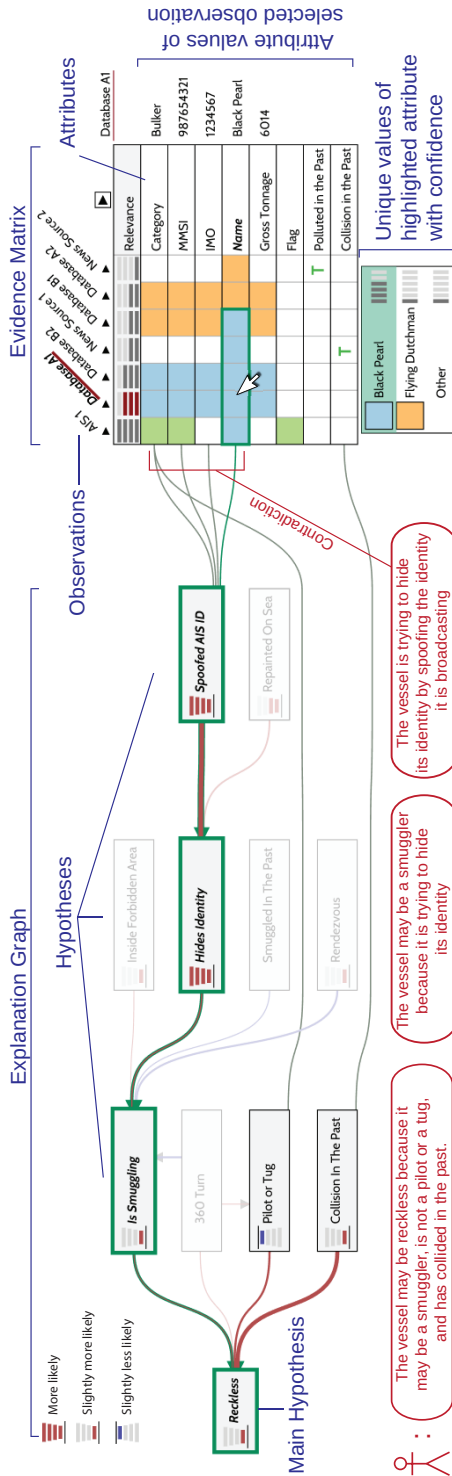 Explanation Graph
Evidence Matrix
More likely
Slightly more likely
Slightly less likely
Hypotheses
Observations
Attributes
Main Hypothesis
Reckless
Is Smuggling
360 Turn
Pilot or Tug
Collision In The Past
Inside Forbidden Area
Hides Identity
Smuggled In The Past
Rendezvous
Spoofed AIS ID
Repainted On Sea
AIS 1
Database A1
Database B2
News Source 1
Database B1
Database A2
News Source 2
Database A1
Relevance
Category
Bulker
MMSI
987654321
IMO
1234567
Name
Black Pearl
Gross Tonnage
6014
Flag
Polluted in the Past
T
Collision in the Past
T
Attribute values of
selected observation
Contradiction
Black Pearl
Flying Dutchman
Other
Unique values of
highlighted attribute
with confidence
:
The vessel may be reckless because it
may be a smuggler, is not a pilot or a tug,
and has collided in the past.
The vessel may be a smuggler
because it is trying to hide
its identity
The vessel is trying to hide
its identity by spoofing the identity
it is broadcasting